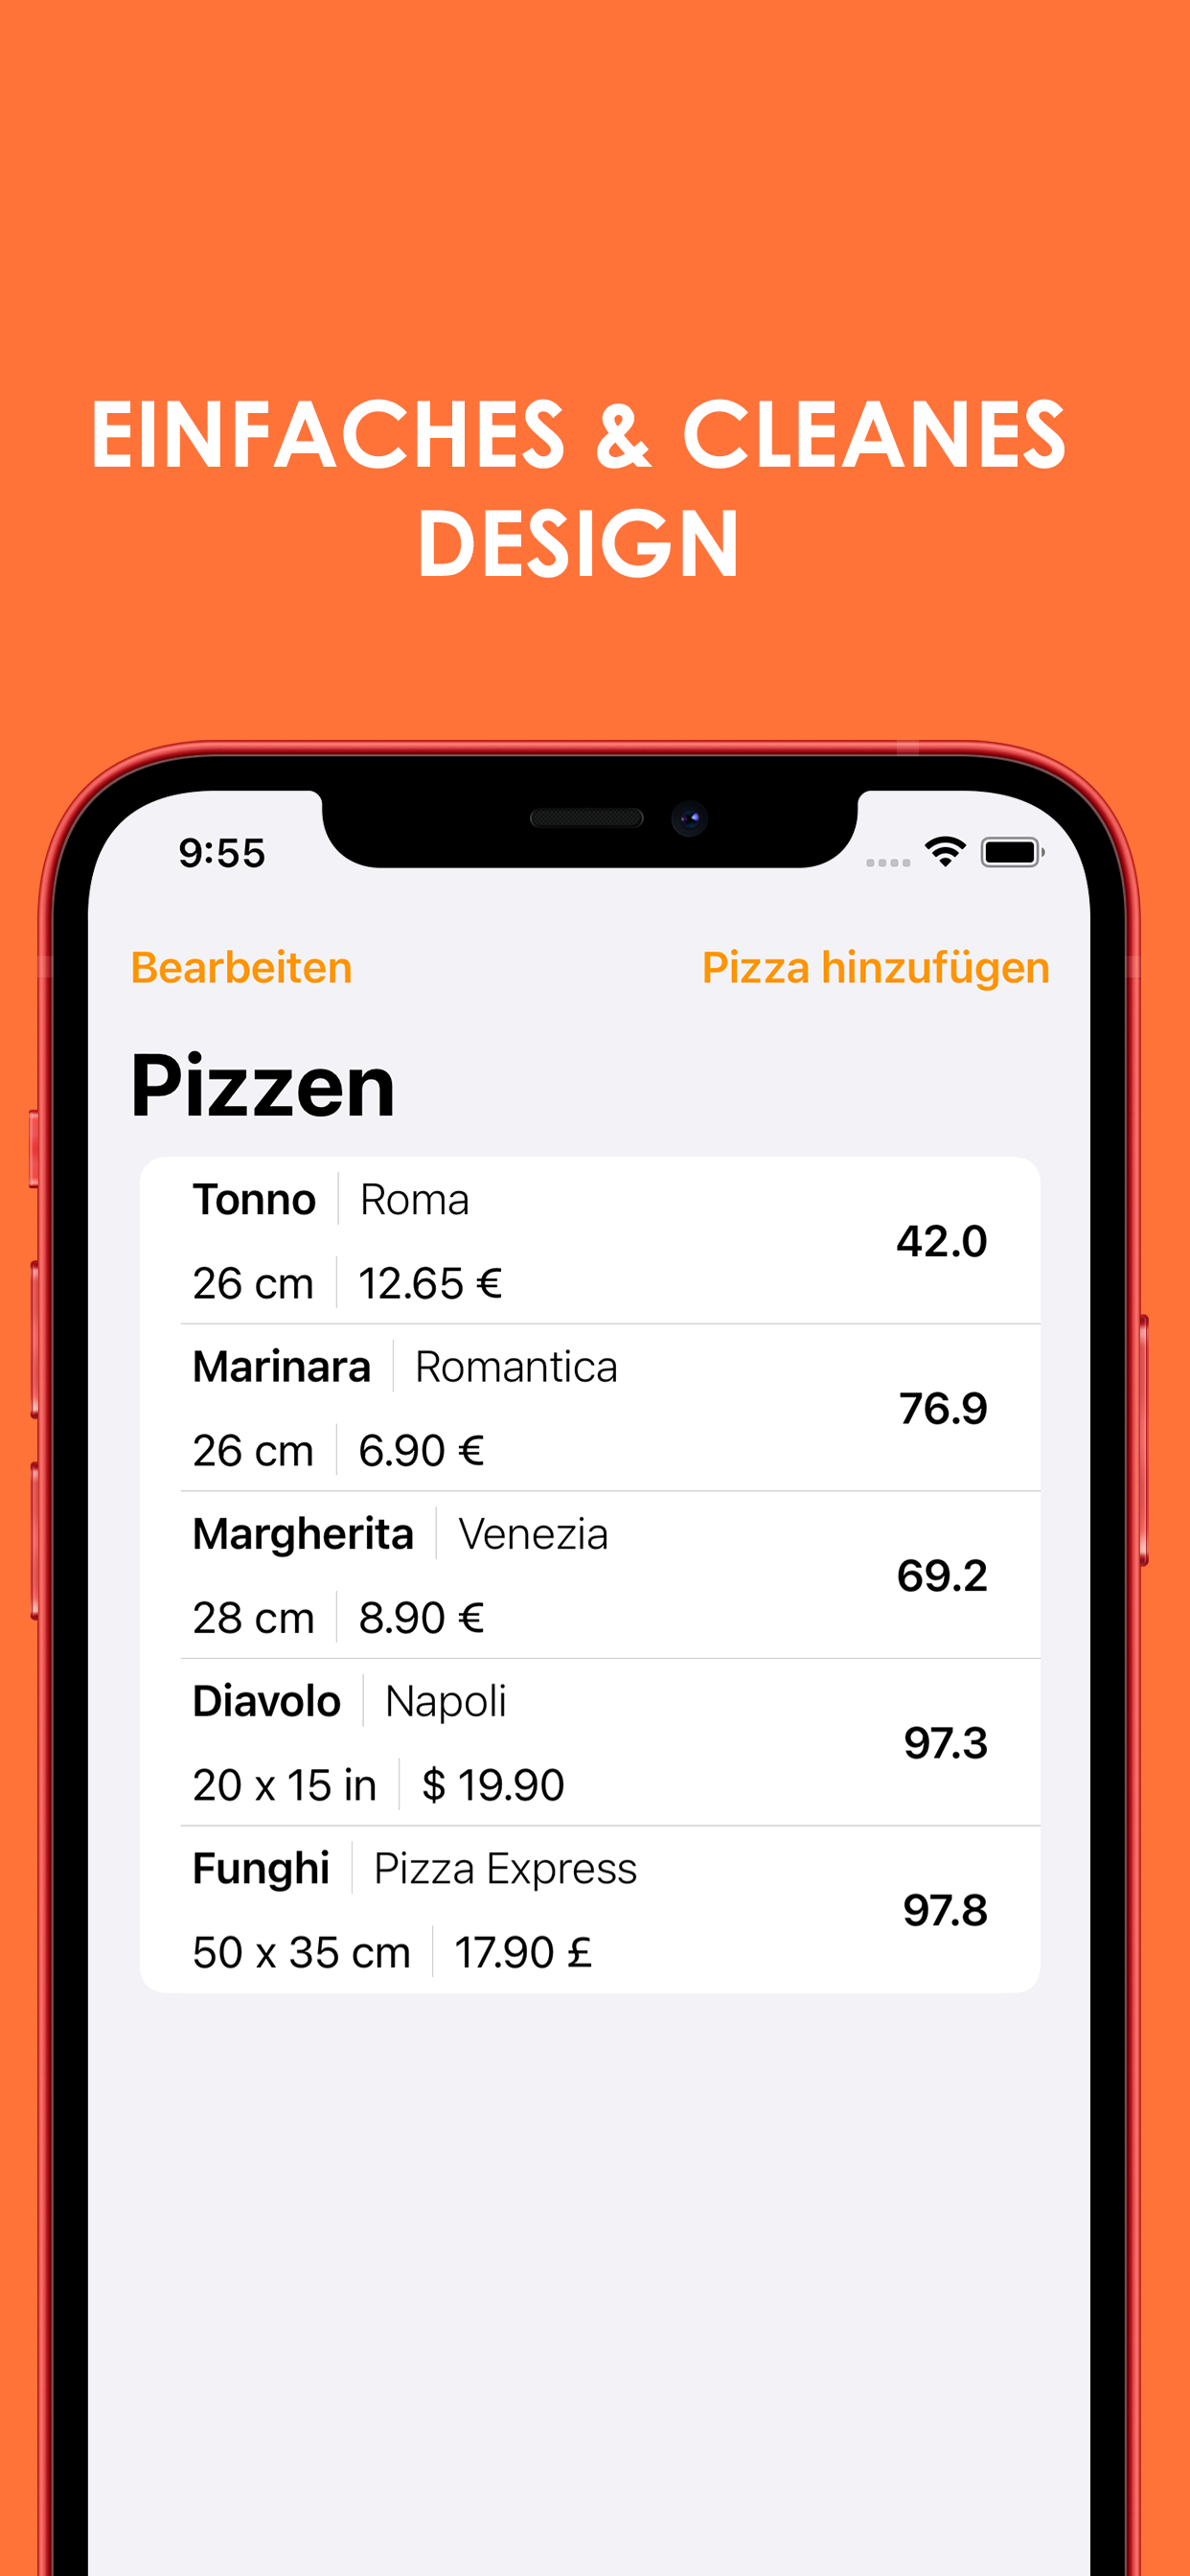 EINFACHES & CLEANES
DESIGN
9:55
Bearbeiten Pizza hinzufügen
Pizzen
Tonno Roma
42.0
26 cm 12.65 €
Marinara Romantica
76.9
26 cm 6.90 €
Margherita Venezia
69.2
28 cm 8.90 €
Diavolo Napoli
97.3
20 x 15 in $ 19.90
Funghi Pizza Express
97.8
50 x 35 cm 17.90 £